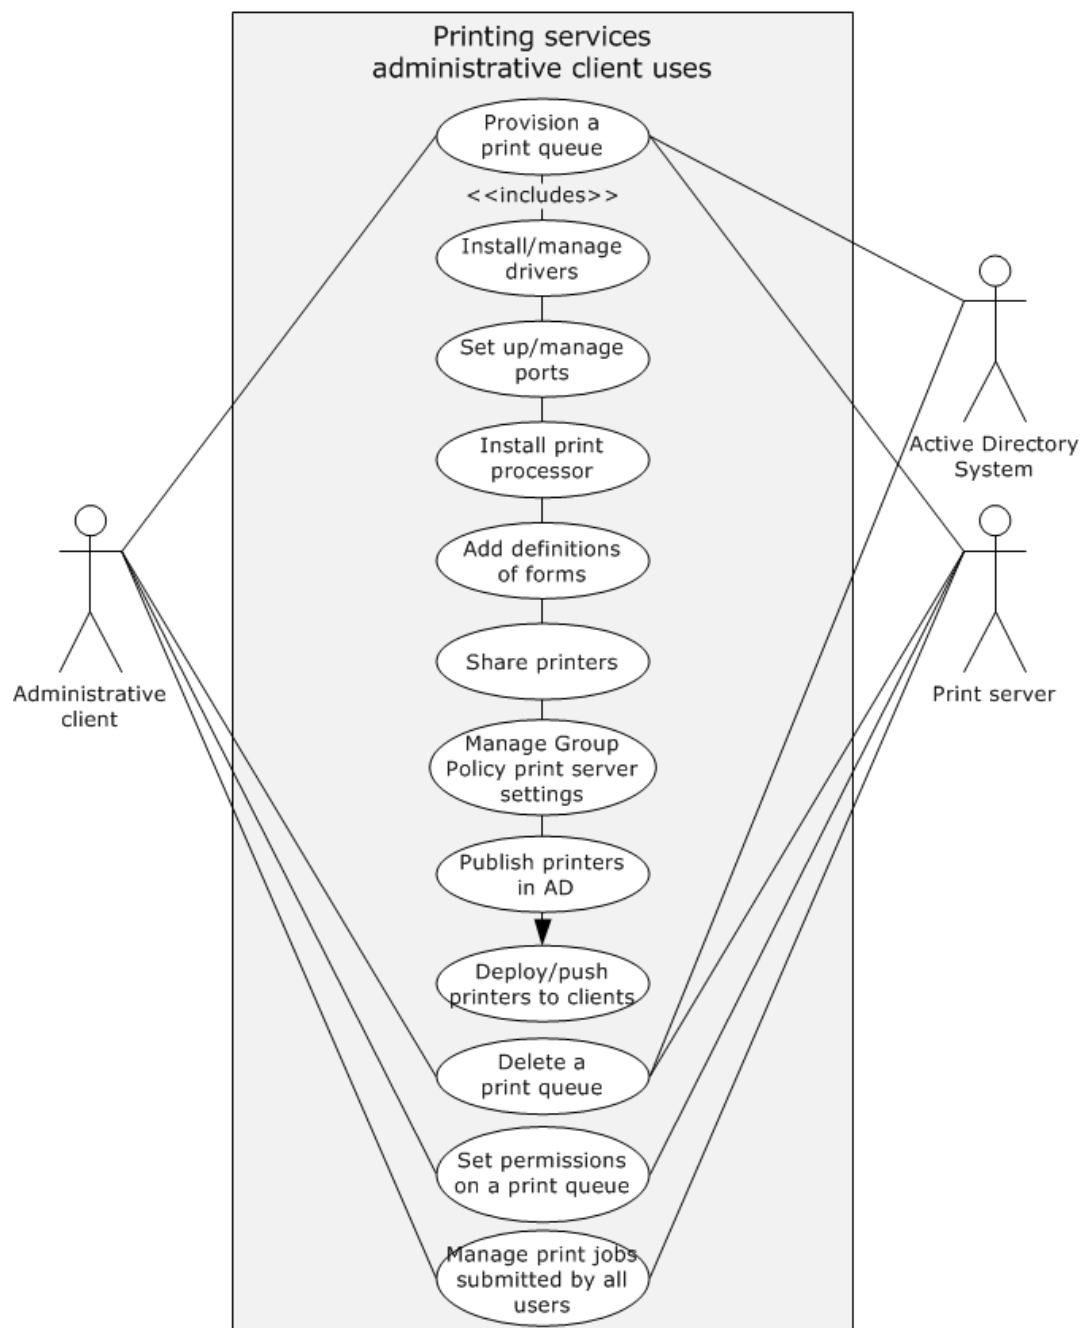 Printing services
administrative client uses
Provision a
print queue
<<includes>>
Install/manage
drivers
Set up/manage
ports
Active Directory
System
Install print
processor
Add definitions
of forms
Share printers
Administrative
client
Print server
Manage Group
Policy print server
settings
Publish printers
in AD
Deploy/push
printers to clients
Delete a
print queue
Set permissions
on a print queue
Manage print jobs
submitted by all
users